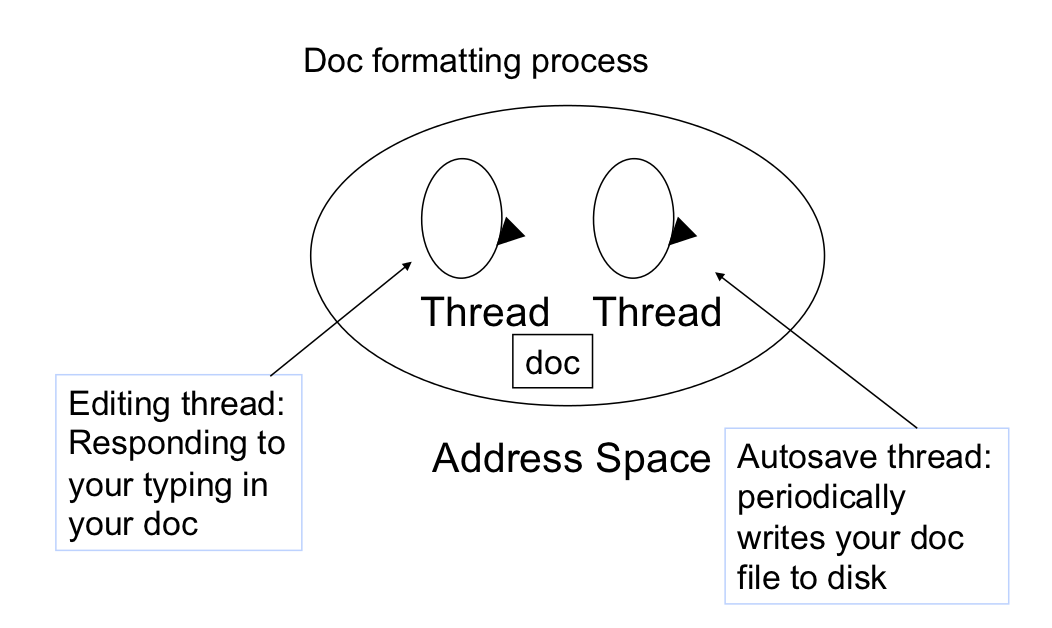 Doc formatting process
Thread
Thread
doc
Editing thread:
Responding to
your typing in
your doc
Address Space
Autosave thread:
periodically
writes your doc
file to disk